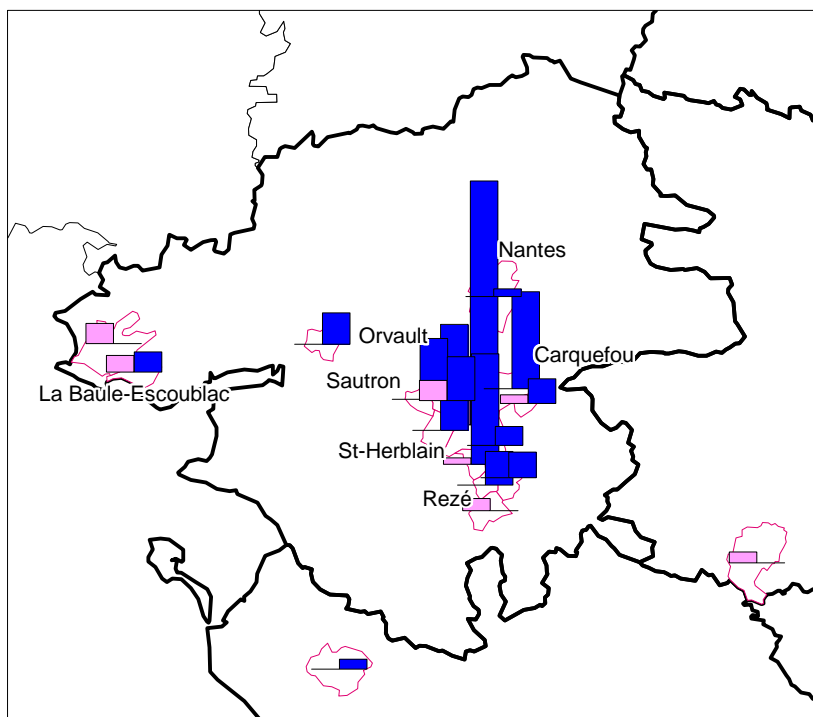 Nantes
Orvault
Carquefou
Sautron
La Baule-Escoublac
St-Herblain
Rezé